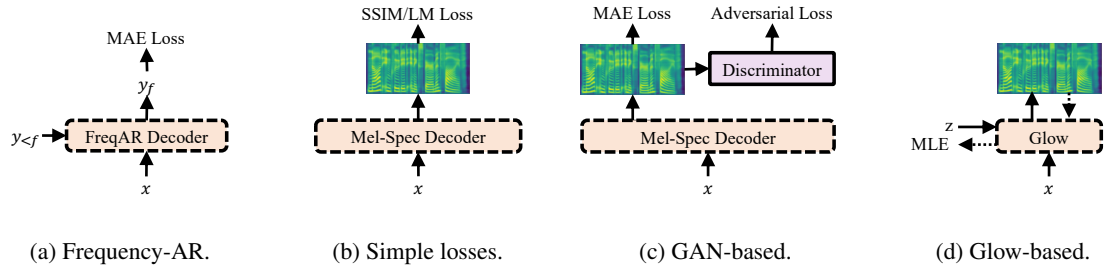 MAE Loss
y_f
y_{<f}
FreqAR Decoder
x
(a) Frequency-AR.
SSIM/LM Loss
Mel-Spec Decoder
x
(b) Simple losses.
MAE Loss
Adversarial Loss
Discriminator
Mel-Spec Decoder
x
(c) GAN-based.
z
MLE
Glow
x
(d) Glow-based.